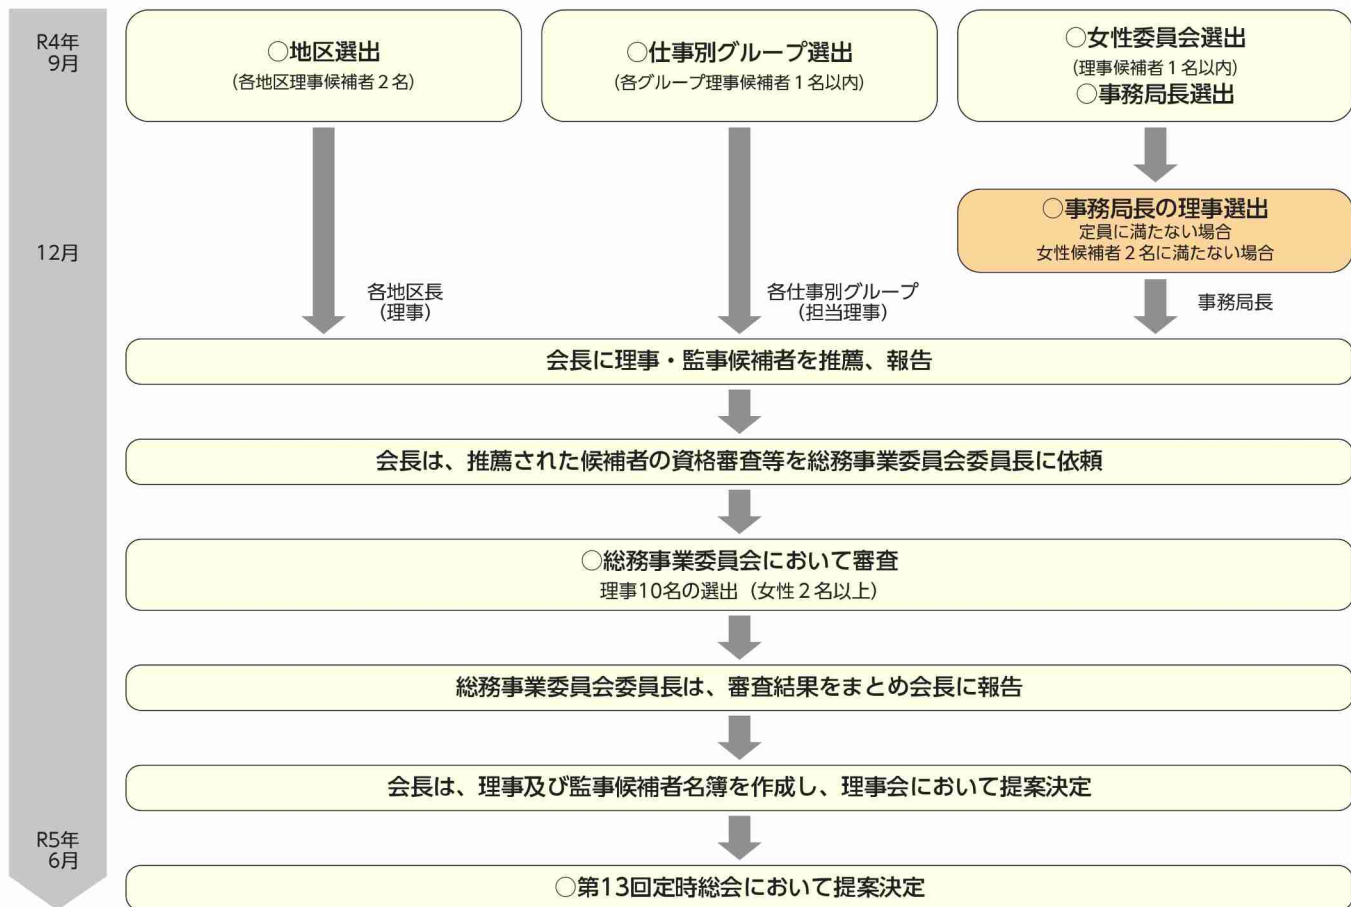 R4年
9月
○地区選出
(各地区理事候補者2名)
○仕事別グループ選出
(各グループ理事候補者1名以内)
○女性委員会選出
(理事候補者1名以内)
○事務局長選出
○事務局長の理事選出
定員に満たない場合
女性候補者2名に満たない場合
12月
各地区長
(理事)
各仕事別グループ
(担当理事)
事務局長
会長に理事・監事候補者を推薦、報告
会長は、推薦された候補者の資格審査等を総務事業委員会委員長に依頼
○総務事業委員会において審査
理事10名の選出(女性2名以上)
総務事業委員会委員長は、審査結果をまとめ会長に報告
会長は、理事及び監事候補者名簿を作成し、理事会において提案決定
R5年
6月
○第13回定時総会において提案決定